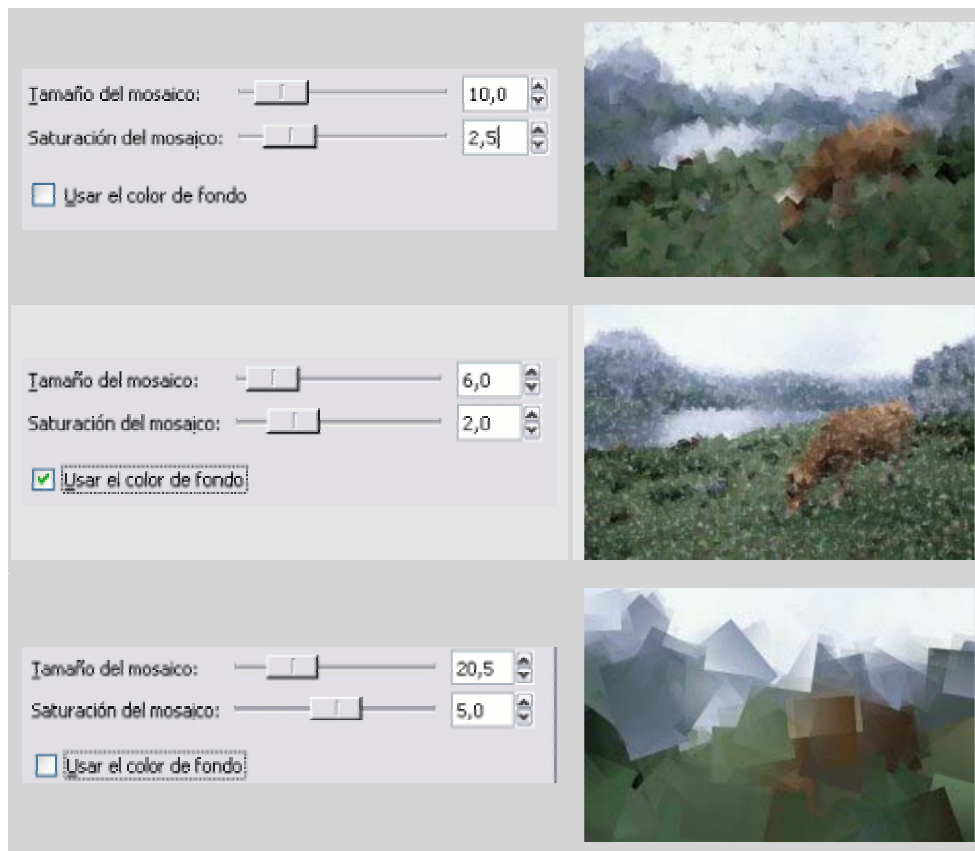 Tamaño del mosaico: 10,0
Saturación del mosaico: 2,5
Usar el color de fondo
Tamaño del mosaico: 6,0
Saturación del mosaico: 2,0
Usar el color de fondo
Tamaño del mosaico: 20,5
Saturación del mosaico: 5,0
Usar el color de fondo